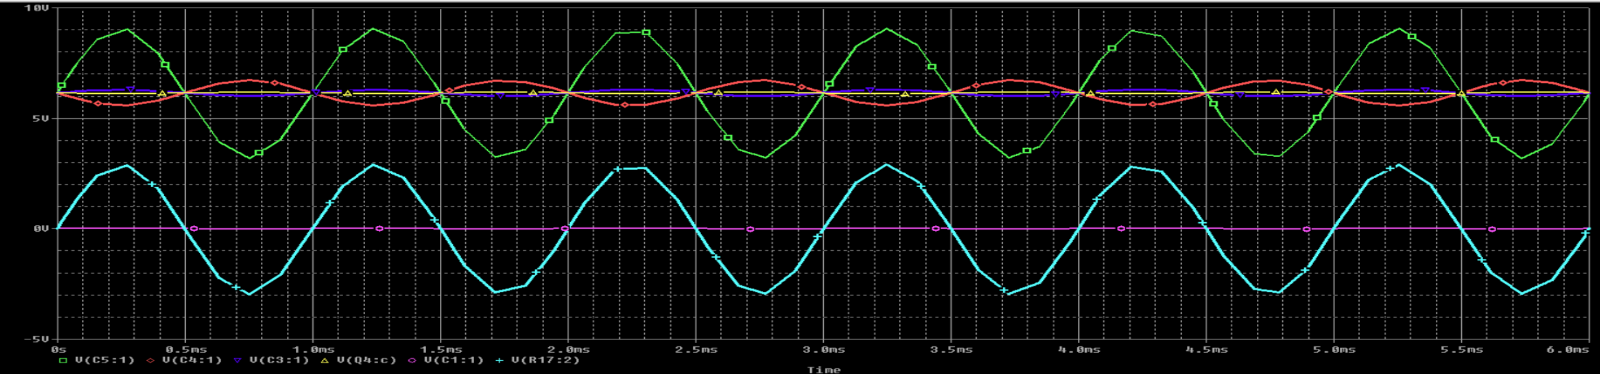 10V
5V
0V
-5V
0s 0.5ms 1.0ms 1.5ms 2.0ms 2.5ms 3.0ms 3.5ms 4.0ms 4.5ms 5.0ms 5.5ms 6.0ms
V(C5:1) V(C4:1) V(C3:1) V(Q4:c) V(C1:1) V(R17:2)
Time